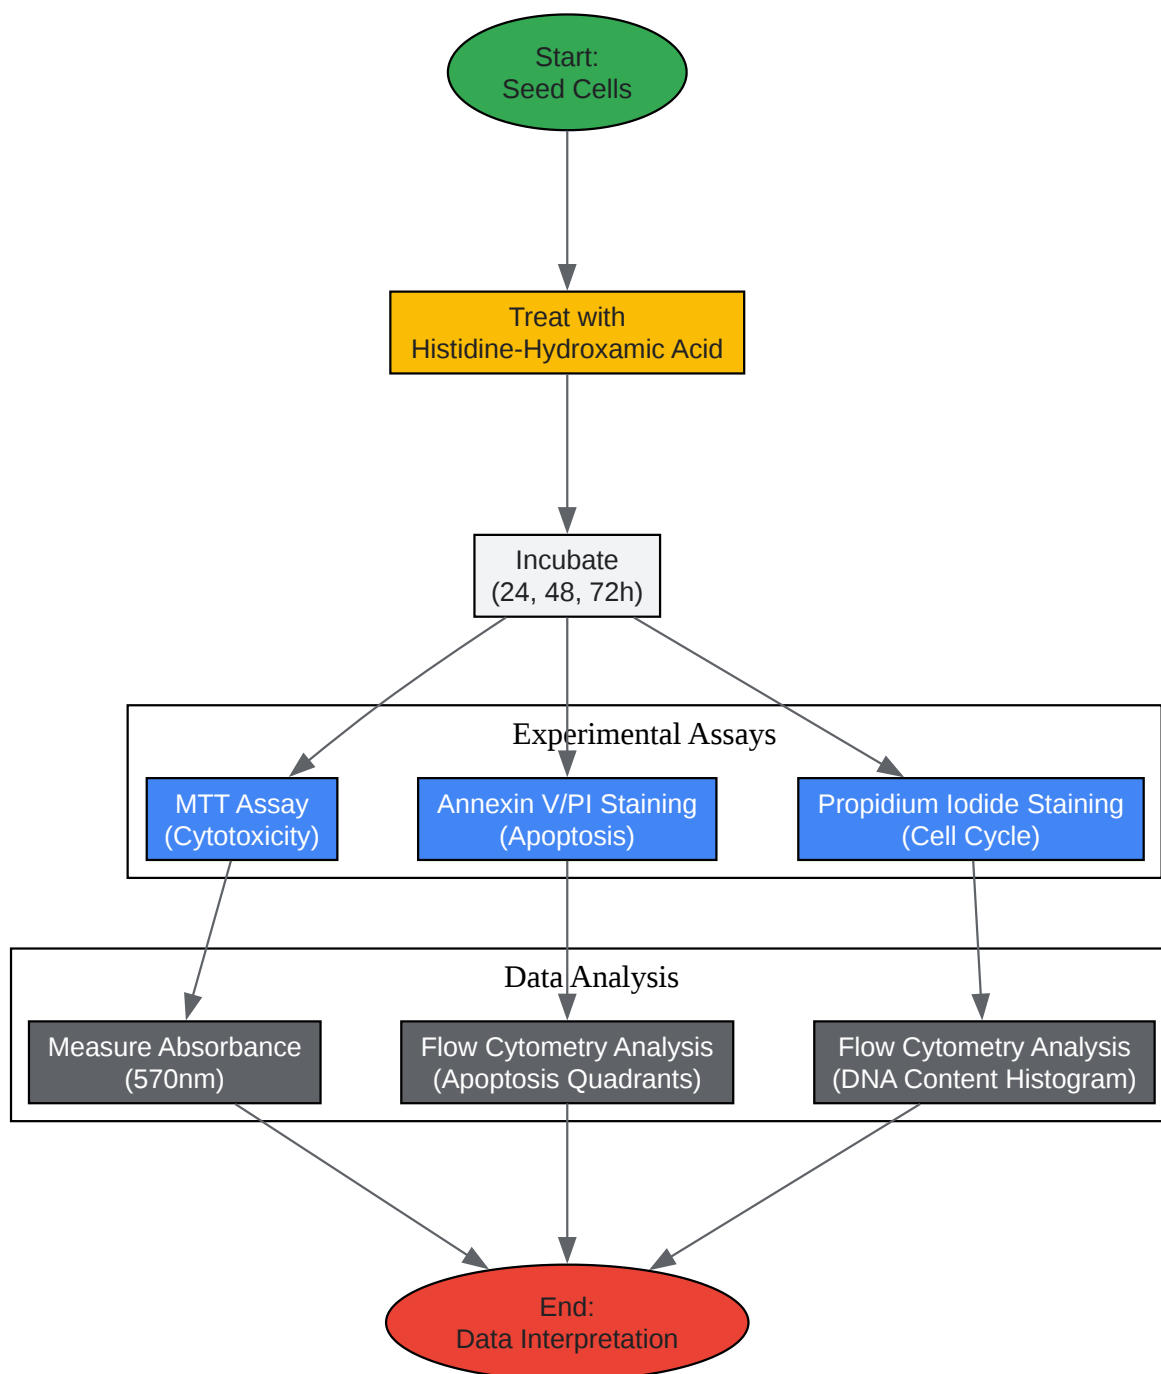 Start:
Seed Cells
Treat with
Histidine-Hydroxamic Acid
Incubate
(24, 48, 72h)
Experimental Assays
MTT Assay
(Cytotoxicity)
Annexin V/PI Staining
(Apoptosis)
Propidium Iodide Staining
(Cell Cycle)
Data Analysis
Measure Absorbance
(570nm)
Flow Cytometry Analysis
(Apoptosis Quadrants)
Flow Cytometry Analysis
(DNA Content Histogram)
End:
Data Interpretation